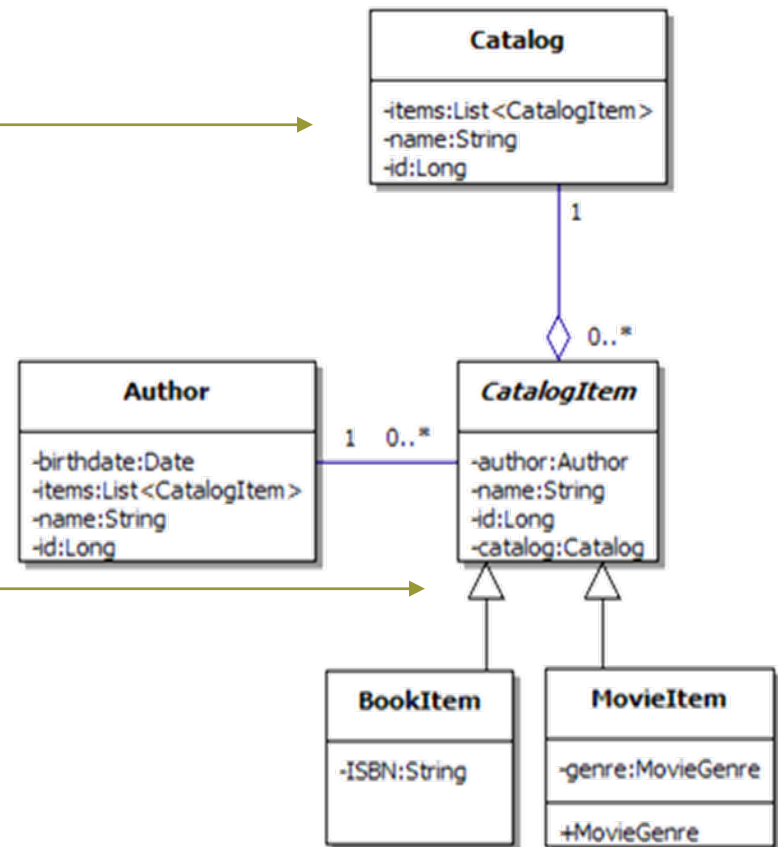 Catalog
-items:List<CatalogItem>
-name:String
-id:Long
1
0..*
Author
-birthdate:Date
-items:List<CatalogItem>
-name:String
-id:Long
1 0..*
CatalogItem
-author:Author
-name:String
-id:Long
-catalog:Catalog
BookItem
-ISBN:String
MovieItem
-genre:MovieGenre
+MovieGenre